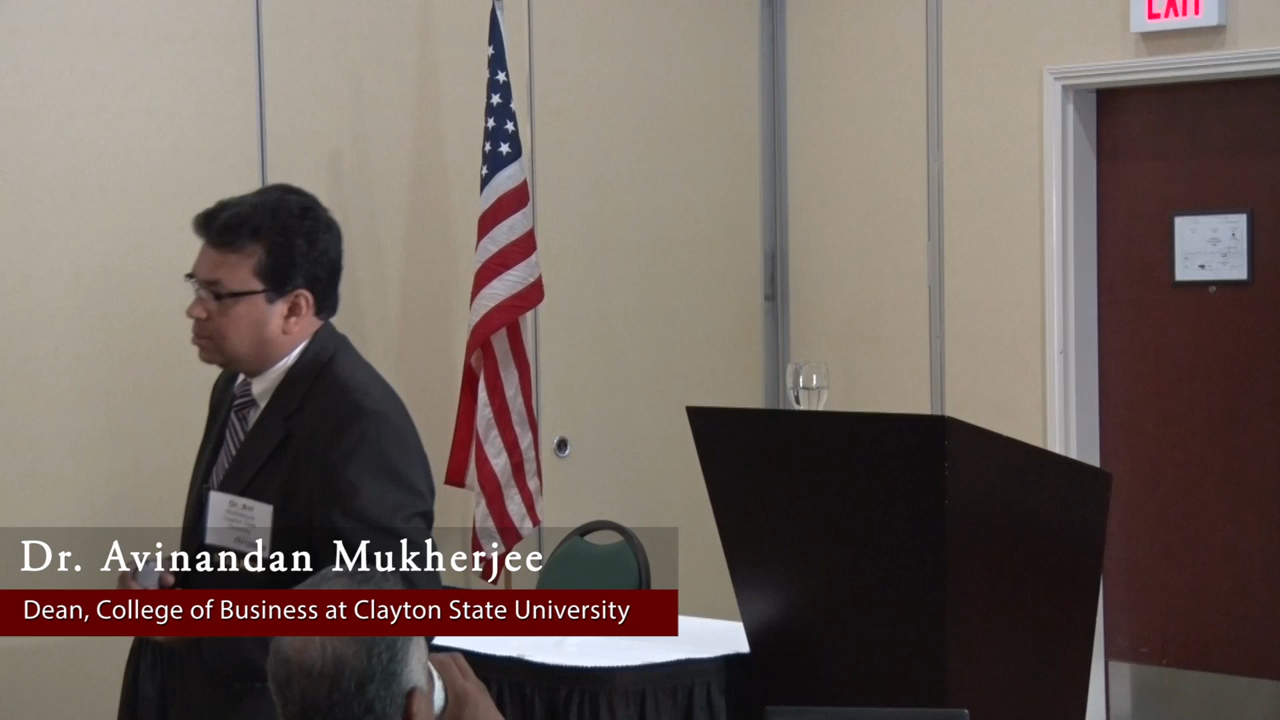 EXIT
Dr. Avi
Dr. Avinandan Mukherjee
Dean, College of Business at Clayton State University